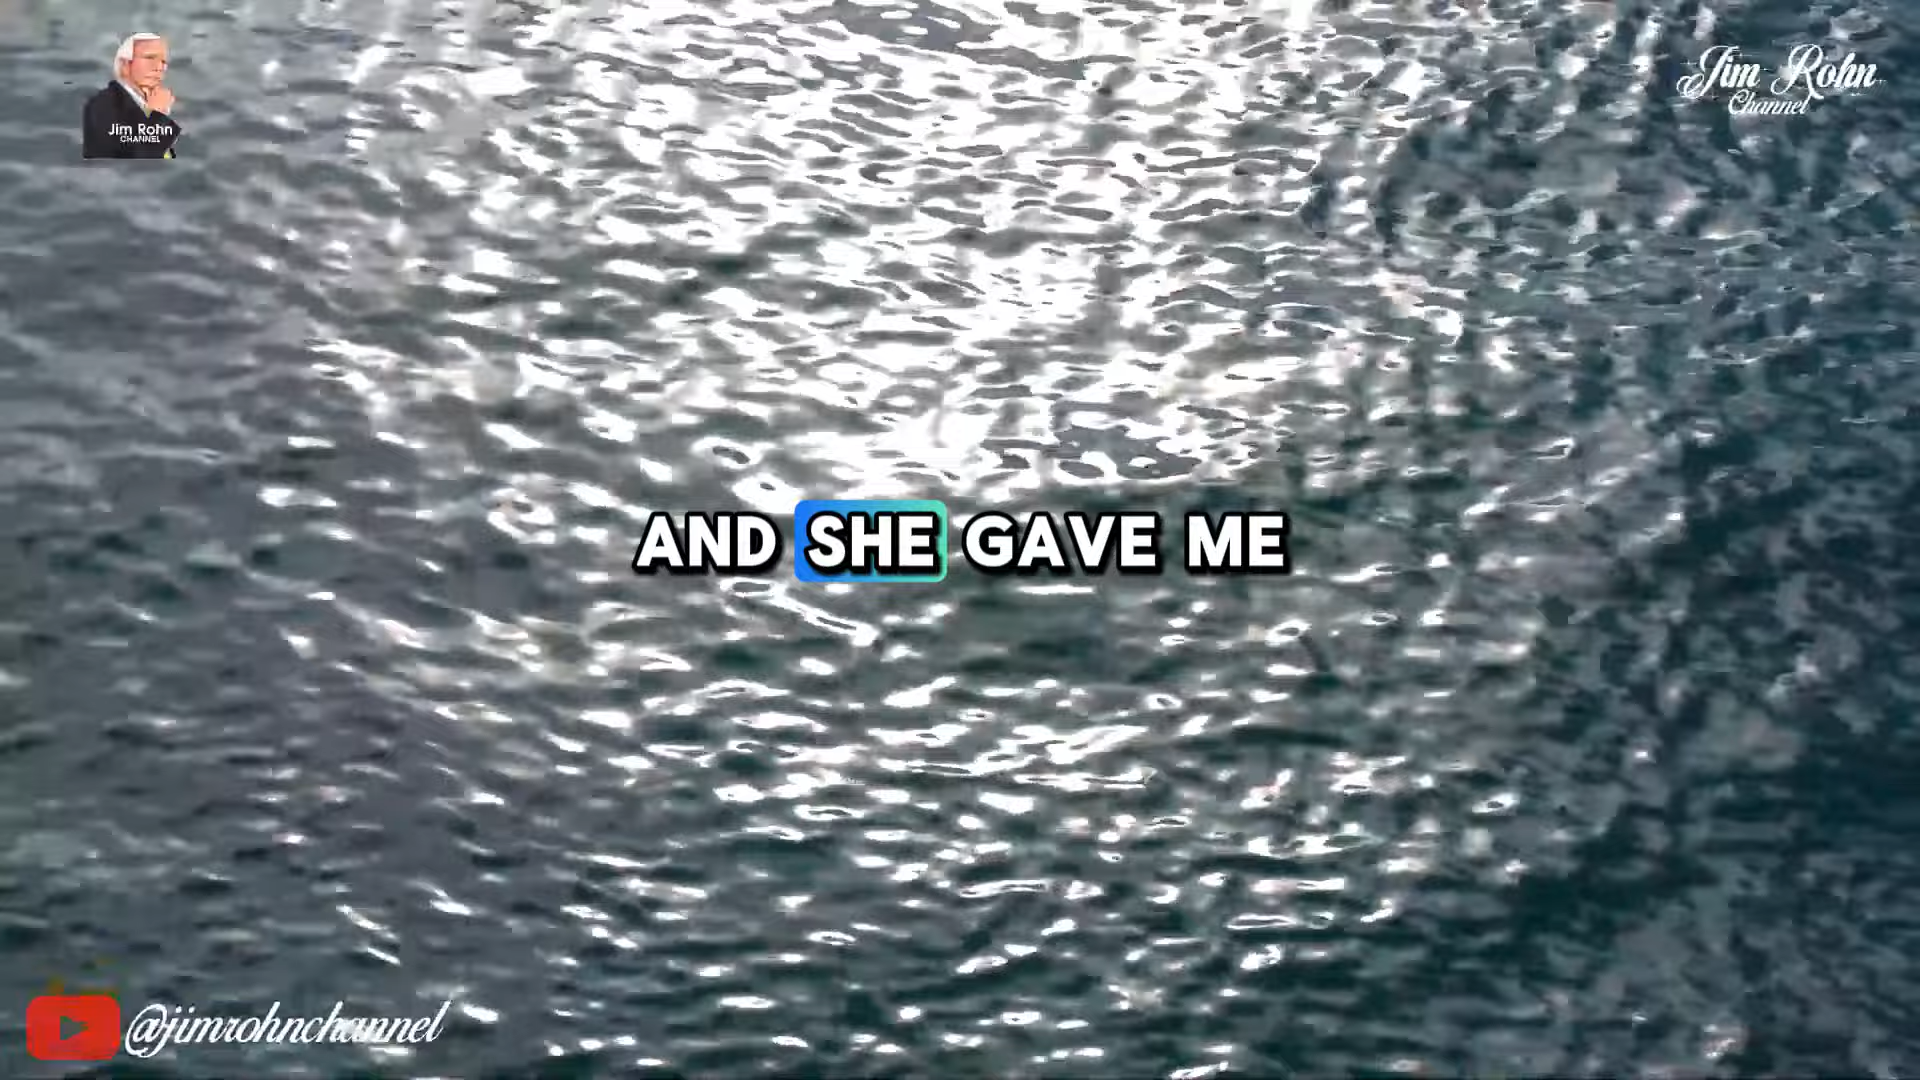 Jim Rohn
CHANNEL
Jim Rohn
Channel
AND SHE GAVE ME
@jimrohnchannel